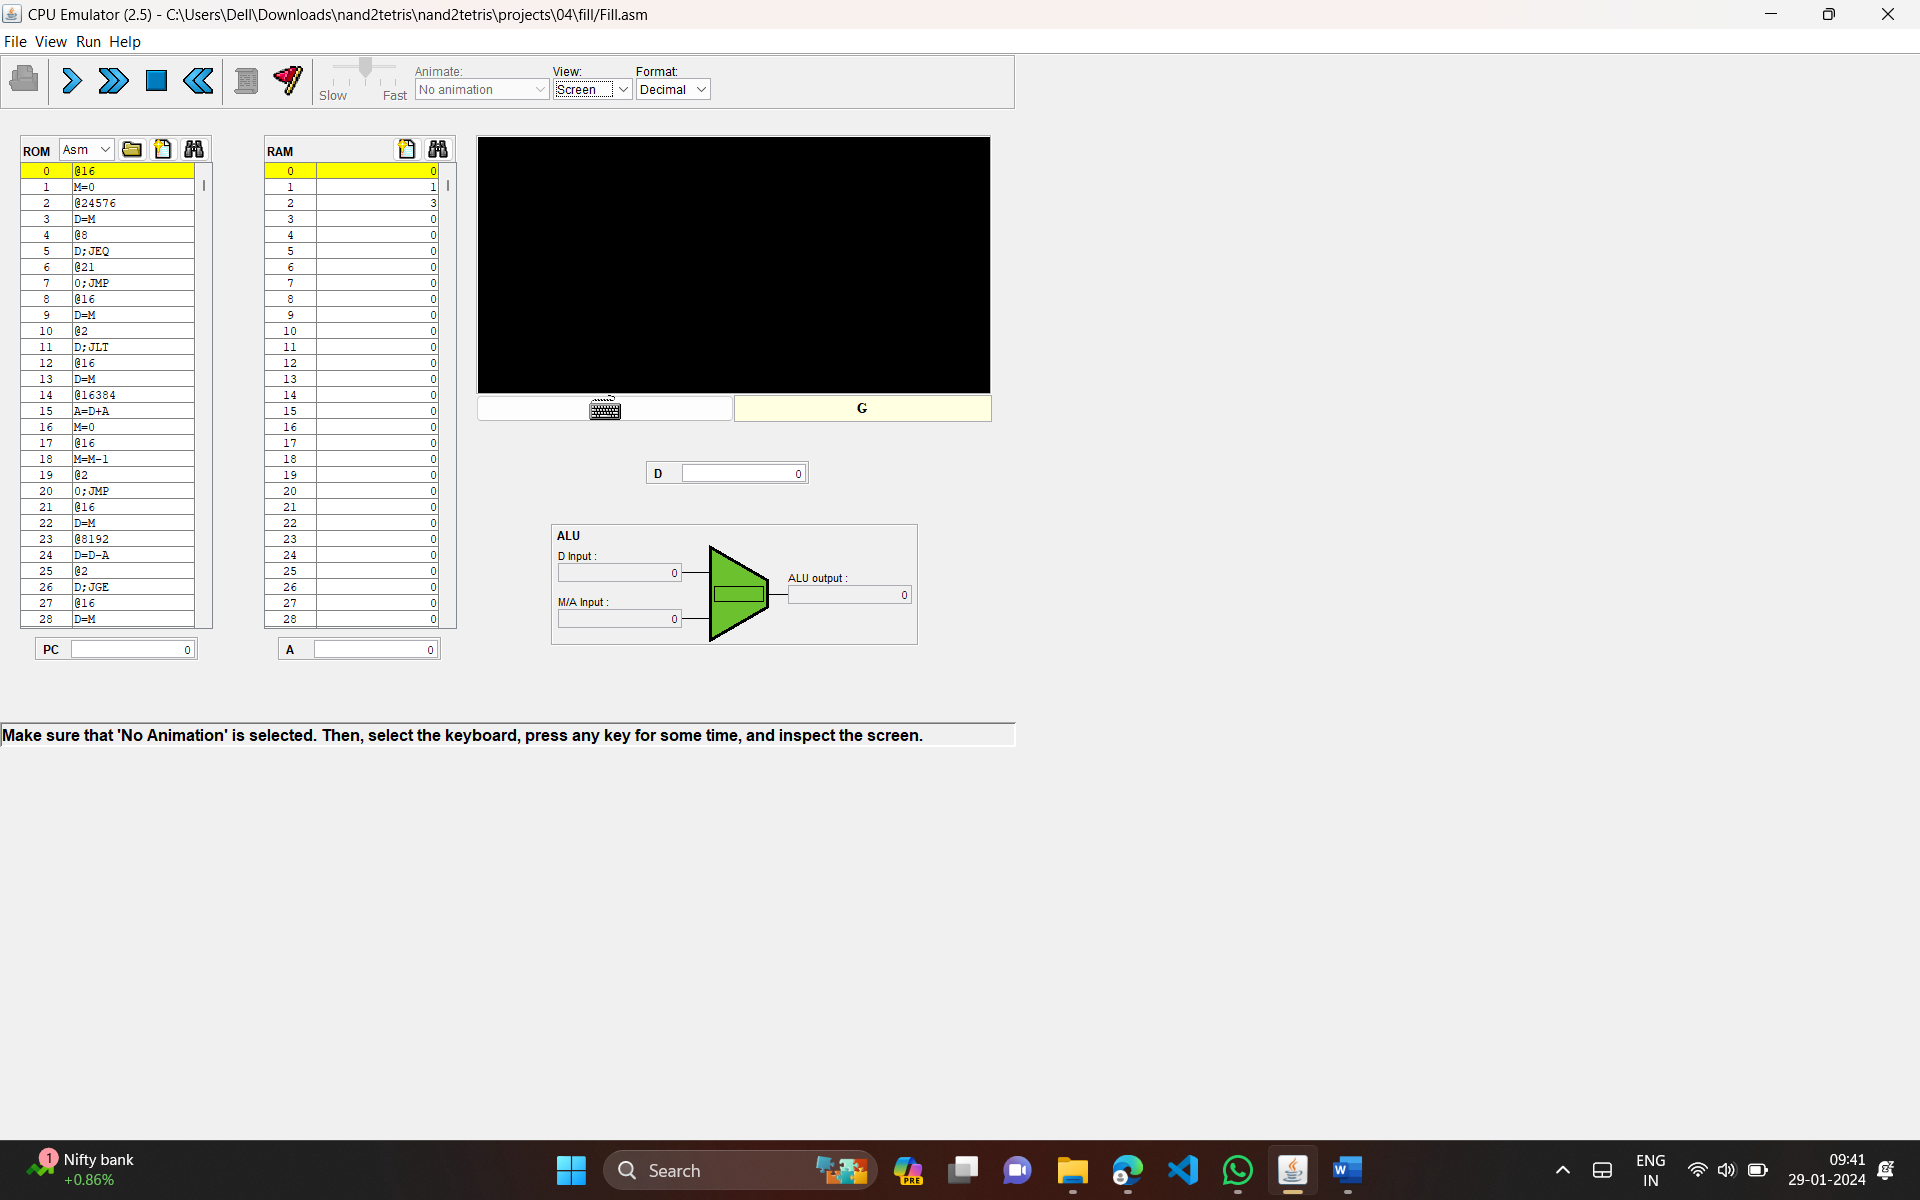 CPU Emulator (2.5) - C:\Users\Dell\Downloads\nand2tetris\nand2tetris\projects\04\fill/Fill.asm
File View Run Help
Slow Fast
Animate:
No animation
View:
Screen
Format:
Decimal
ROM Asm
0 @16
1 M=0
2 @24576
3 D=M
4 @8
5 D;JEQ
6 @21
7 0;JMP
8 @16
9 D=M
10 @2
11 D;JLT
12 @16
13 D=M
14 @16384
15 A=D+A
16 M=0
17 @16
18 M=M-1
19 @2
20 0;JMP
21 @16
22 D=M
23 @8192
24 D=D-A
25 @2
26 D;JGE
27 @16
28 D=M
PC 0
RAM
0 0
1 1
2 3
3 0
4 0
5 0
6 0
7 0
8 0
9 0
10 0
11 0
12 0
13 0
14 0
15 0
16 0
17 0
18 0
19 0
20 0
21 0
22 0
23 0
24 0
25 0
26 0
27 0
28 0
A 0
G
D 0
ALU
D Input :
0
M/A Input :
0
ALU output :
0
Make sure that 'No Animation' is selected. Then, select the keyboard, press any key for some time, and inspect the screen.
1
Nifty bank
+0.86%
Search
PRE
ENG
IN
09:41
29-01-2024